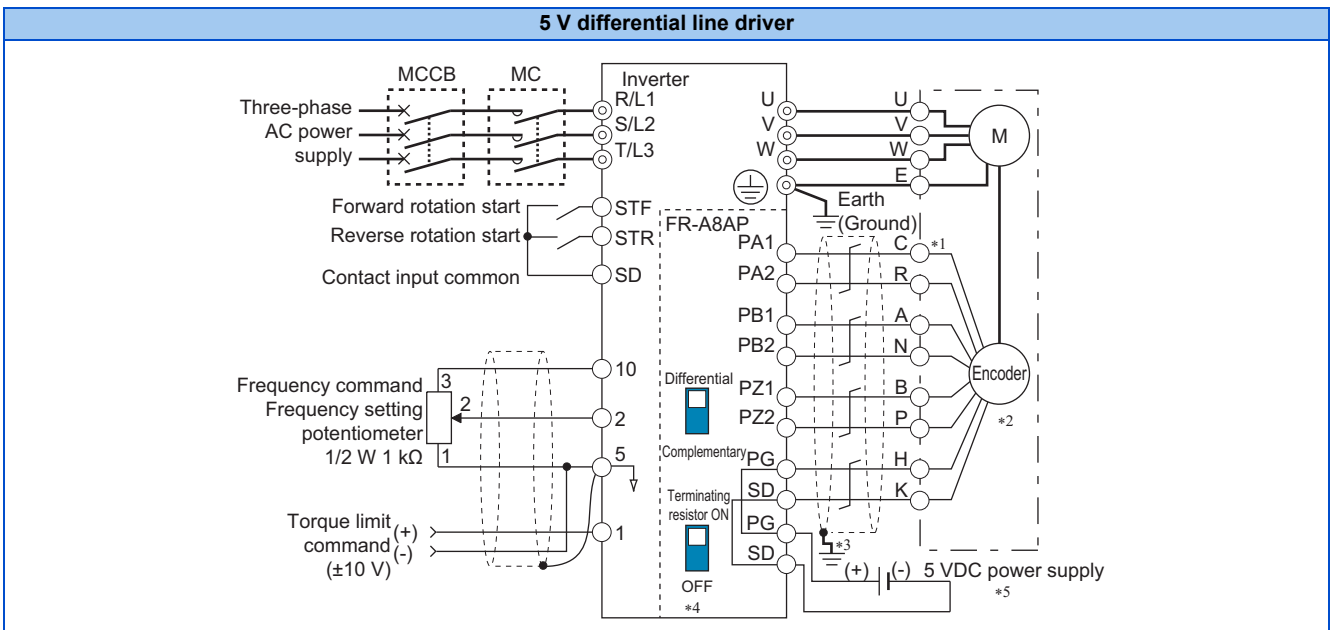 5 V differential line driver
MCCB
MC
Inverter
Three-phase
AC power
supply
R/L1
S/L2
T/L3
U
V
W
U
V
W
E
M
Earth
(Ground)
Forward rotation start
Reverse rotation start
Contact input common
STF
STR
SD
FR-A8AP
PA1
PA2
PB1
PB2
PZ1
PZ2
PG
SD
PG
SD
C
*1
R
A
N
B
P
H
K
Encoder
*2
Differential
Complementary
Terminating
resistor ON
OFF
*4
Frequency command
Frequency setting
potentiometer
1/2 W 1 kΩ
3
2
1
10
2
5
1
Torque limit
command
(±10 V)
(+)
(-)
*3
(+)
(-)
5 VDC power supply
*5